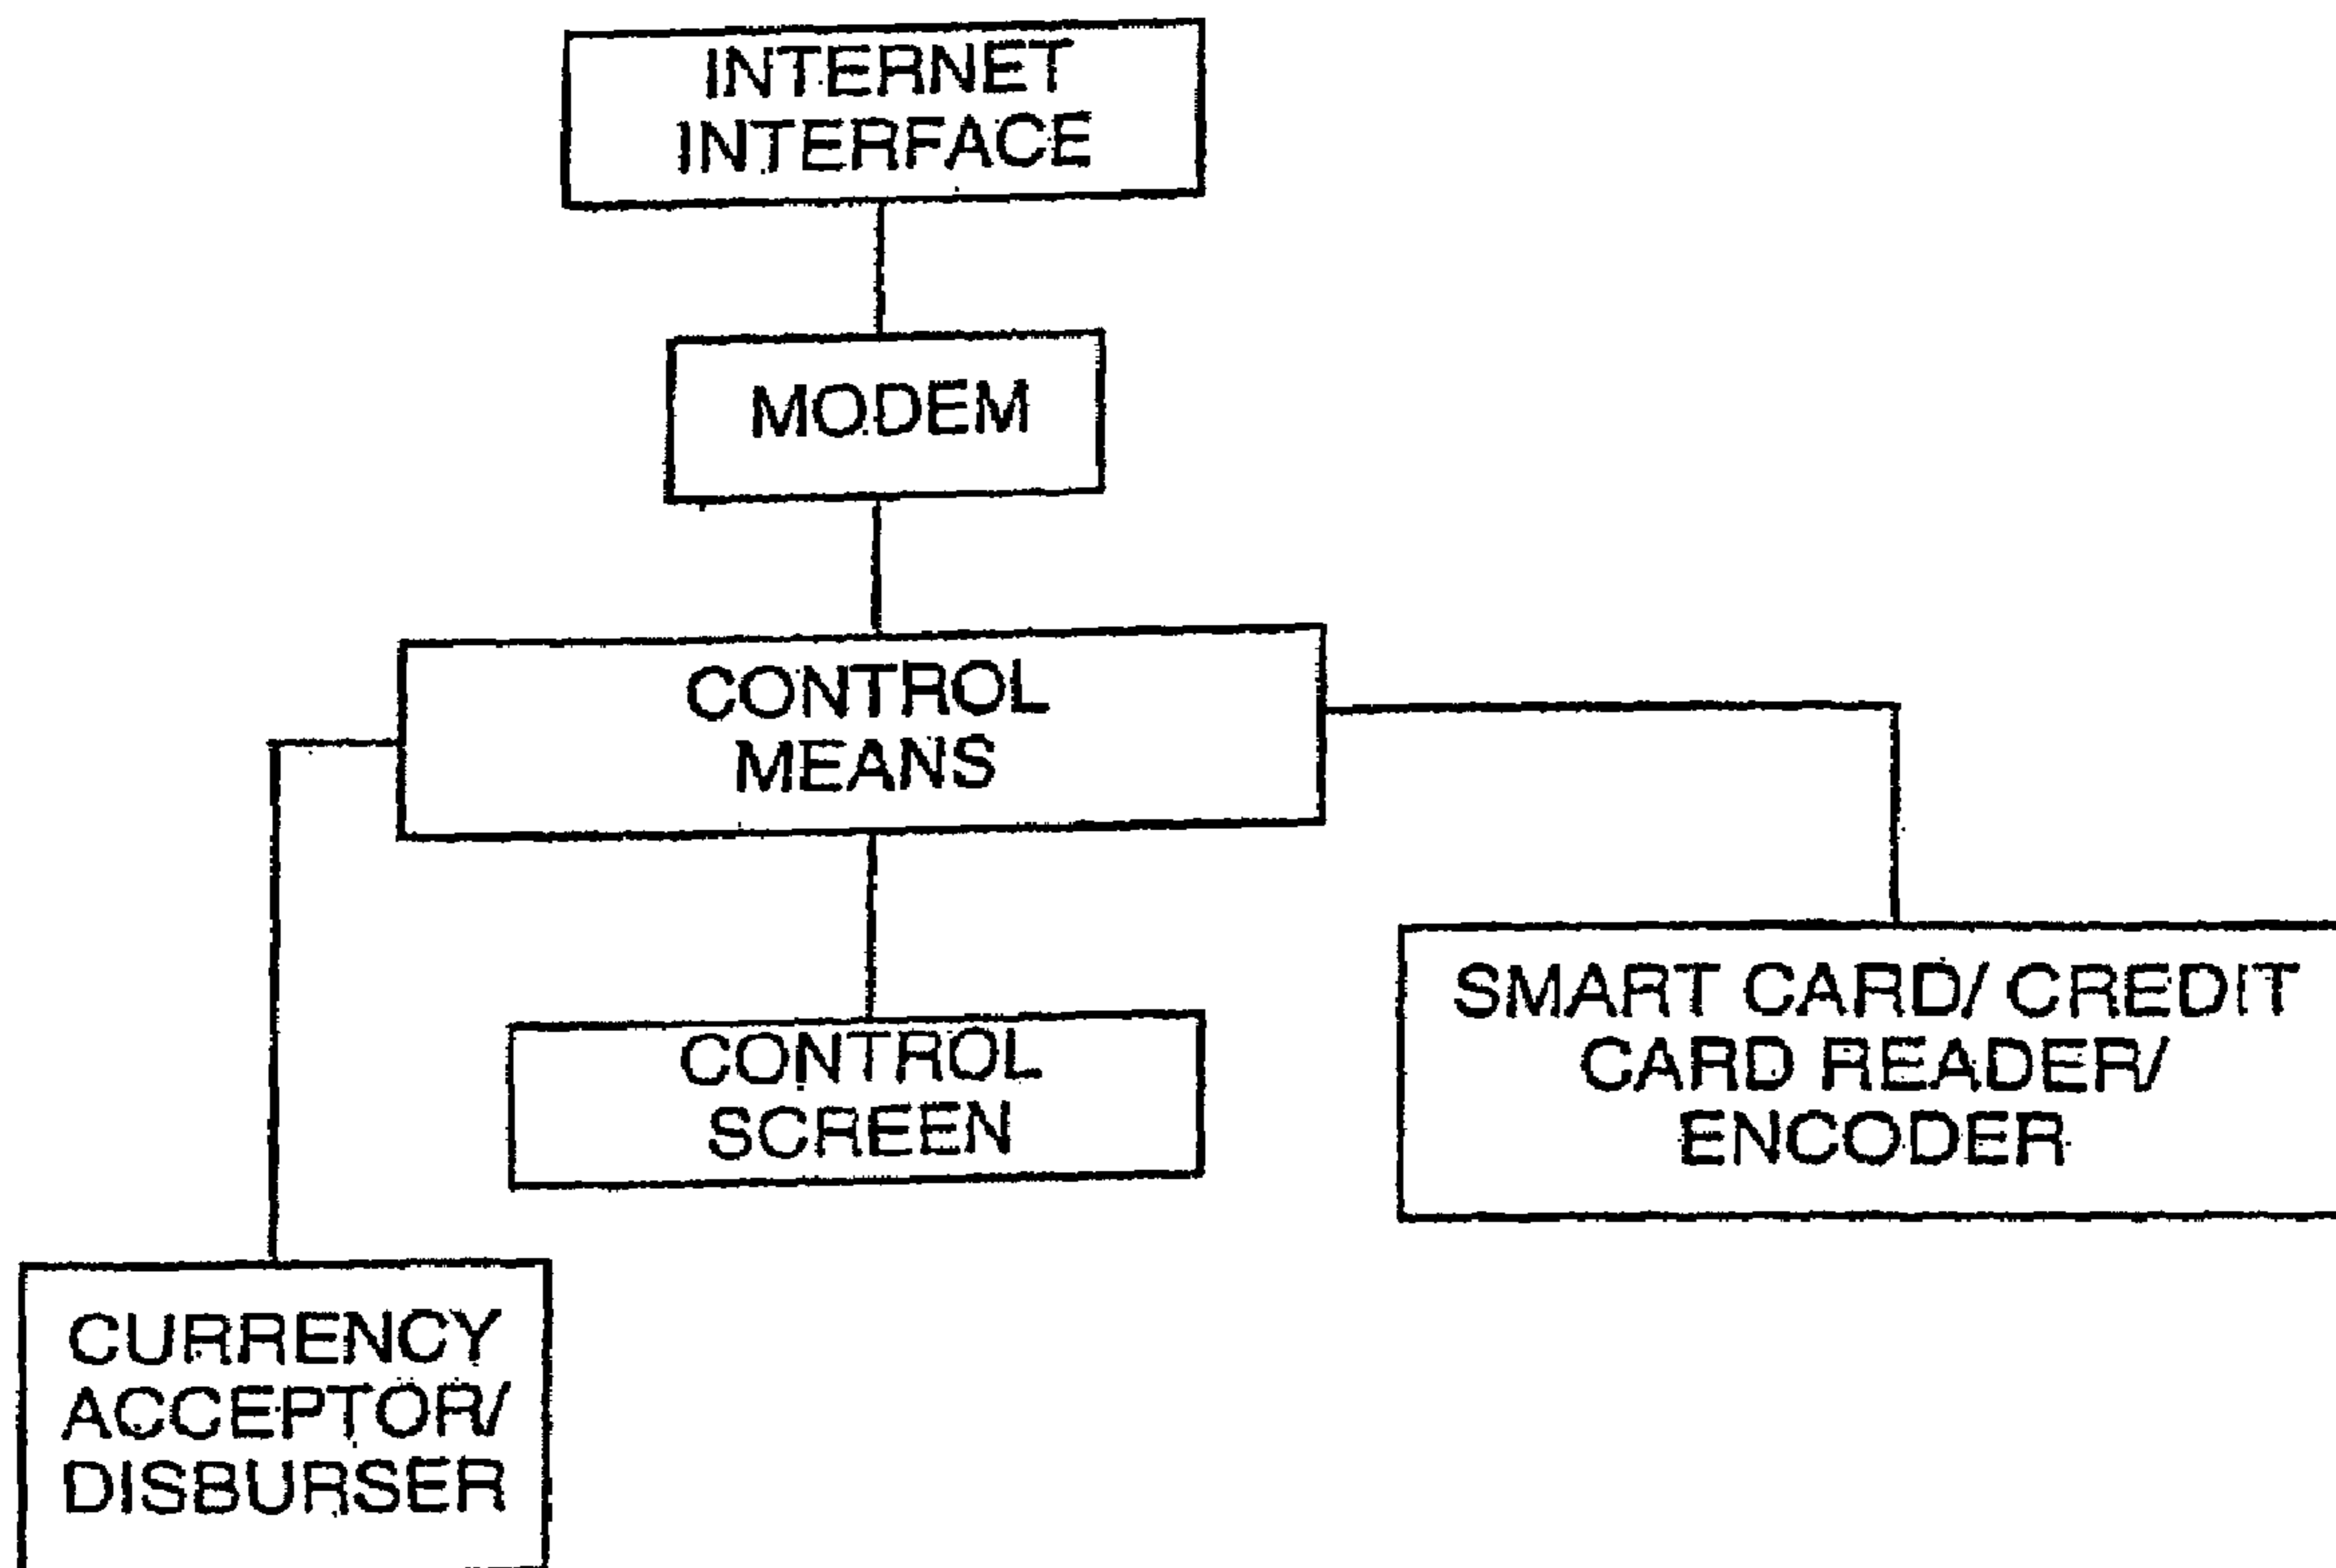 INTERNET
INTERFACE
MODEM
CONTROL
MEANS
CONTROL
SCREEN
SMART CARD/ CREDIT
CARD READER/
ENCODER
CURRENCY
ACCEPTOR/
DISBURSER